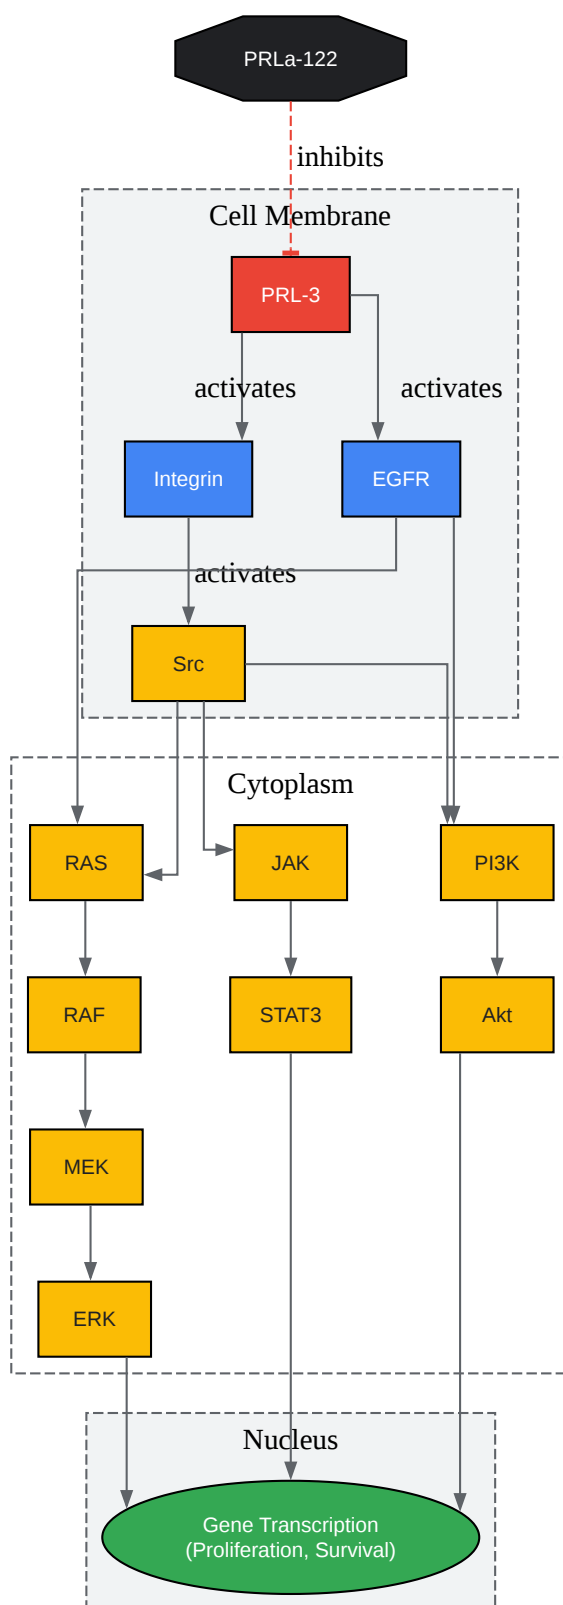 PRLa-122
inhibits
Cell Membrane
PRL-3
activates
activates
Integrin
EGFR
activates
Src
Cytoplasm
RAS
JAK
PI3K
RAF
STAT3
Akt
MEK
ERK
Nucleus
Gene Transcription
(Proliferation, Survival)